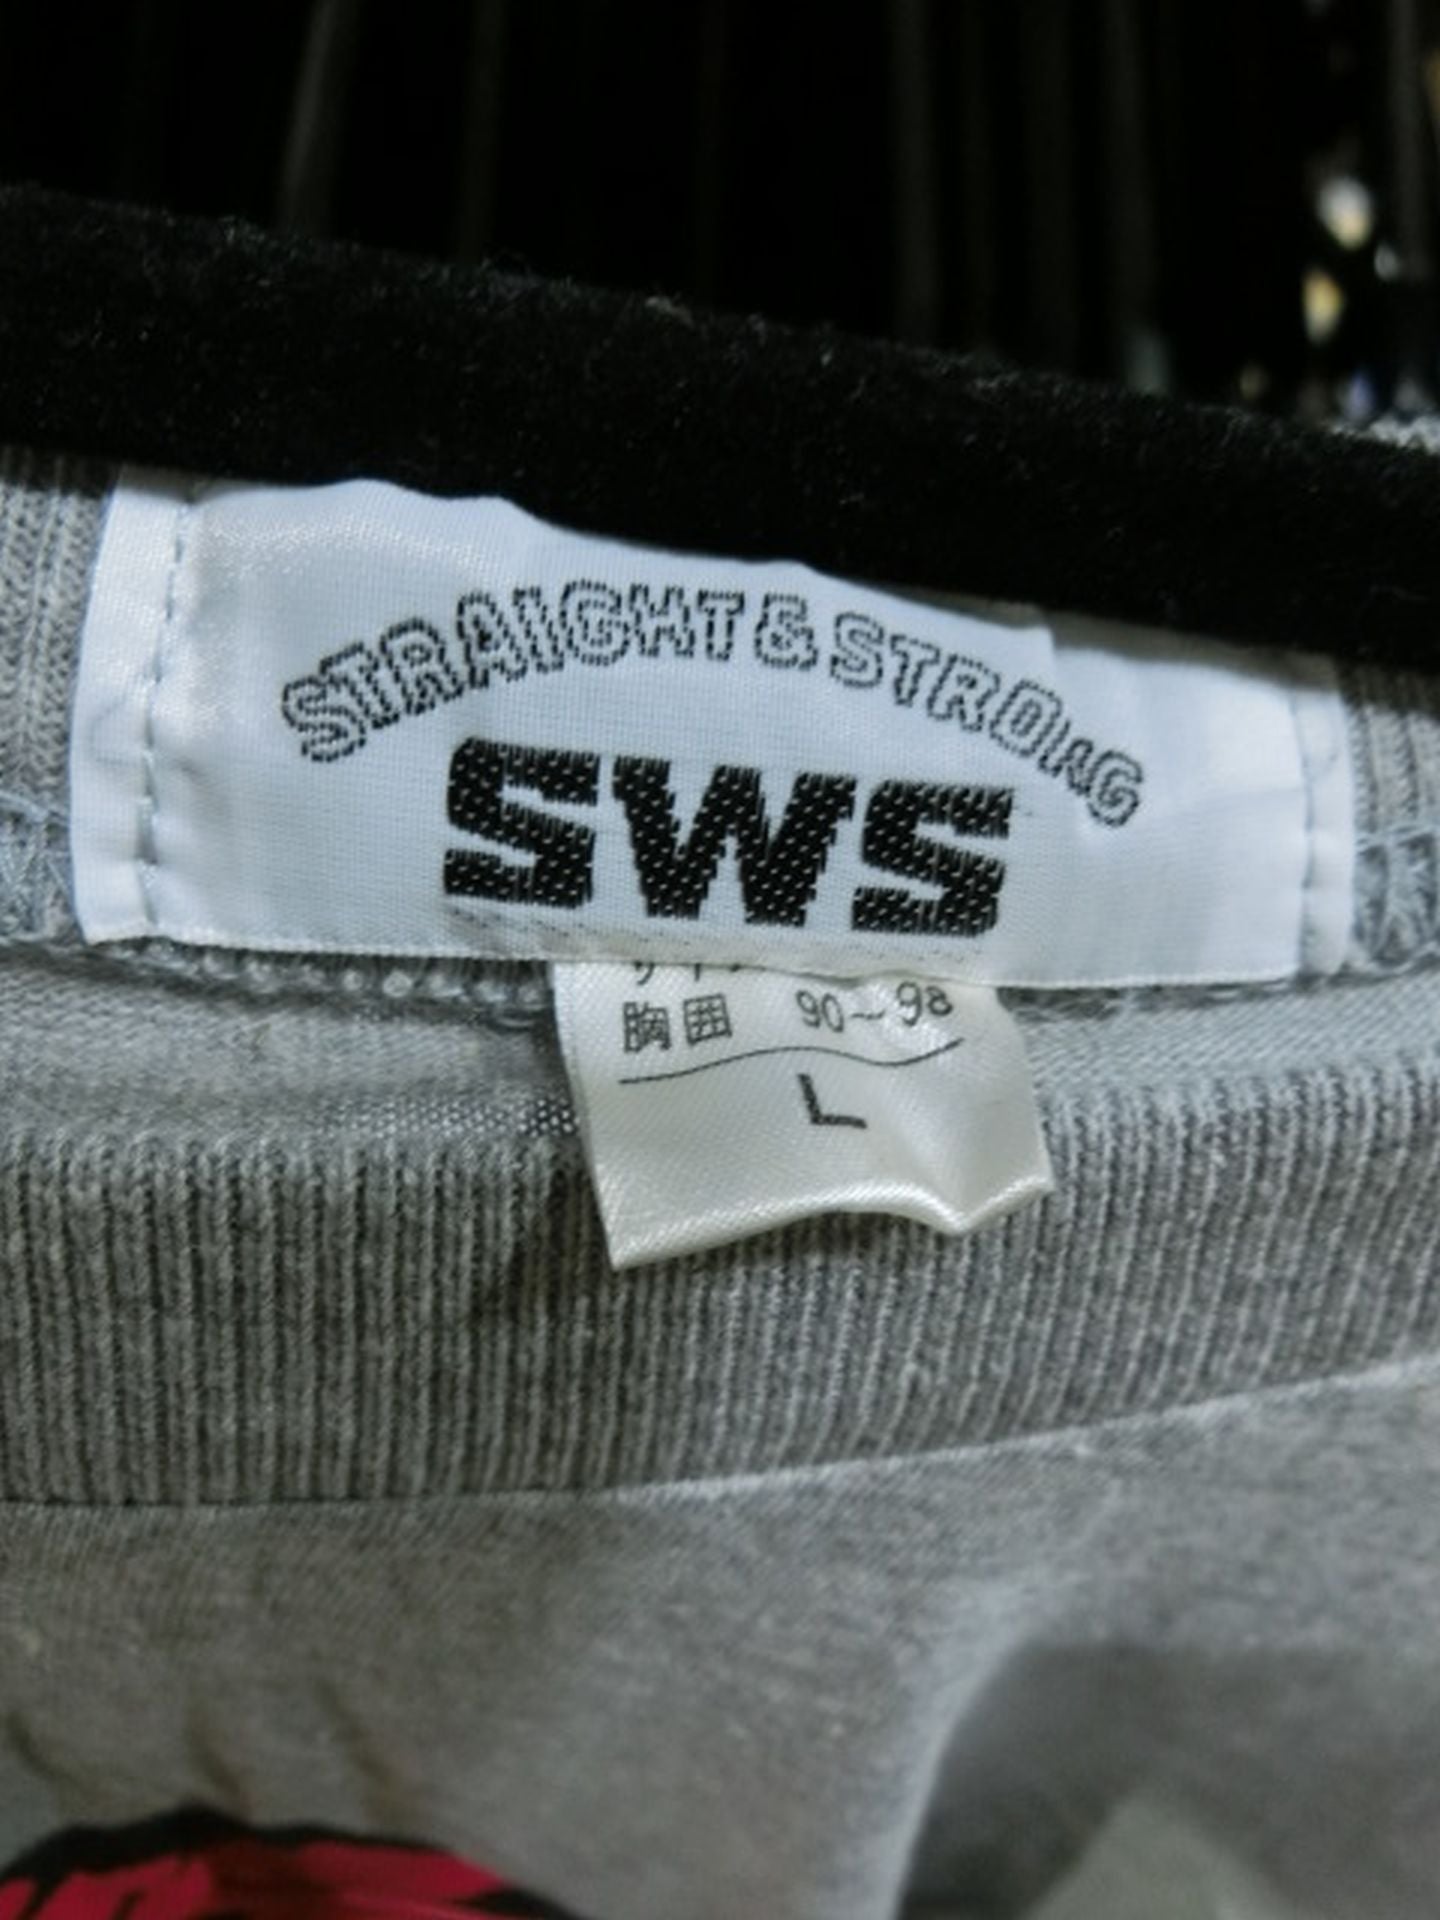 STRAIGHT & STRONG
SWS
胸囲 90~98
L